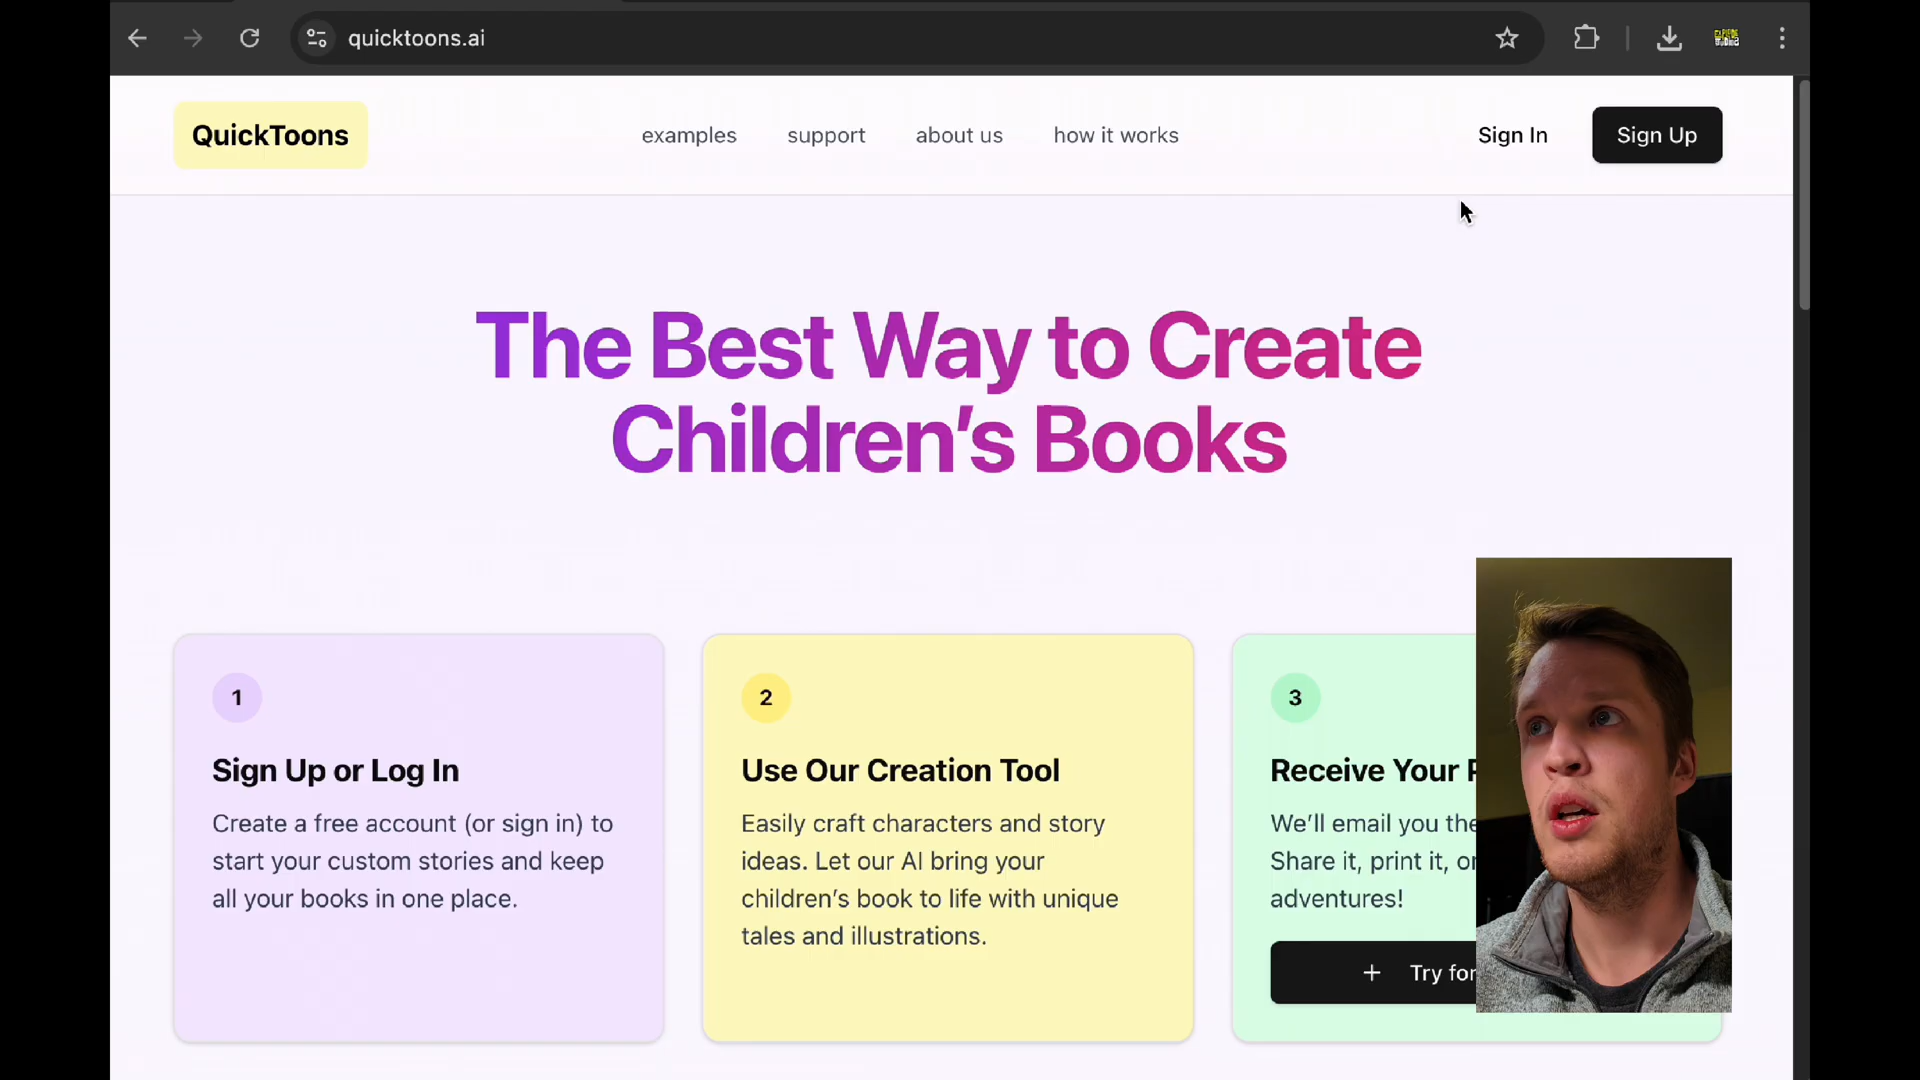 quicktoons.ai
QuickToons
examples
support
about us
how it works
Sign In
Sign Up
The Best Way to Create
Children's Books
1
Sign Up or Log In
Create a free account (or sign in) to
start your custom stories and keep
all your books in one place.
2
Use Our Creation Tool
Easily craft characters and story
ideas. Let our AI bring your
children's book to life with unique
tales and illustrations.
3
Receive Your
We'll email you the
Share it, print it,
adventures!
+ Try for